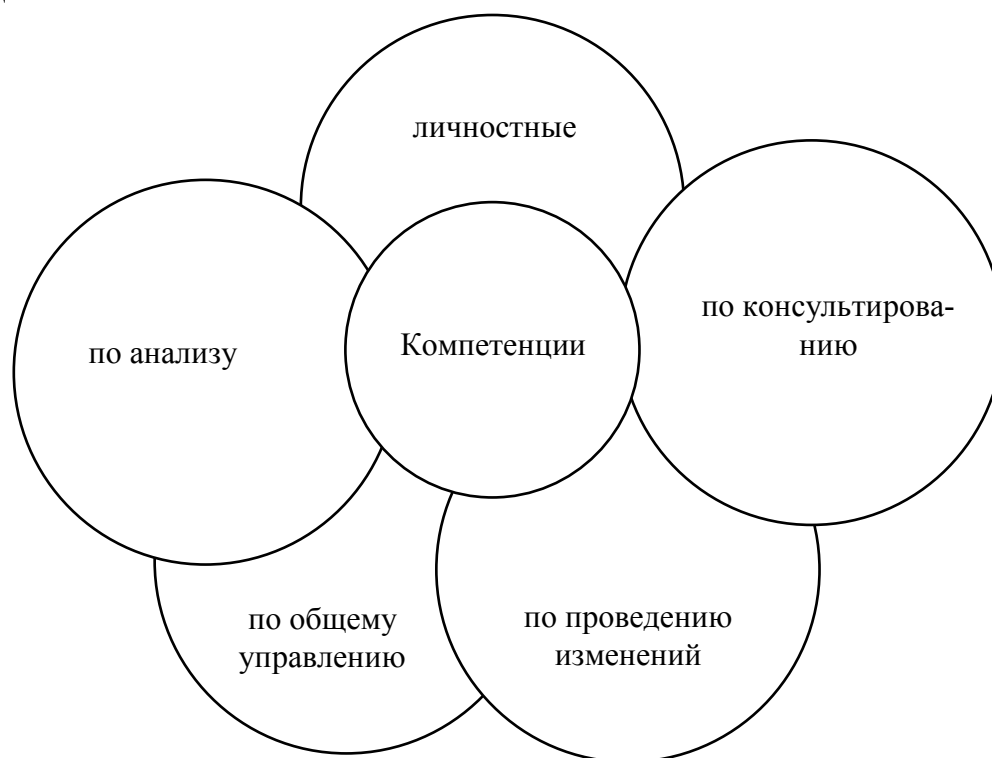 личностные
по консультирова-
нию
по анализу
Компетенции
по общему
управлению
по проведению
изменений